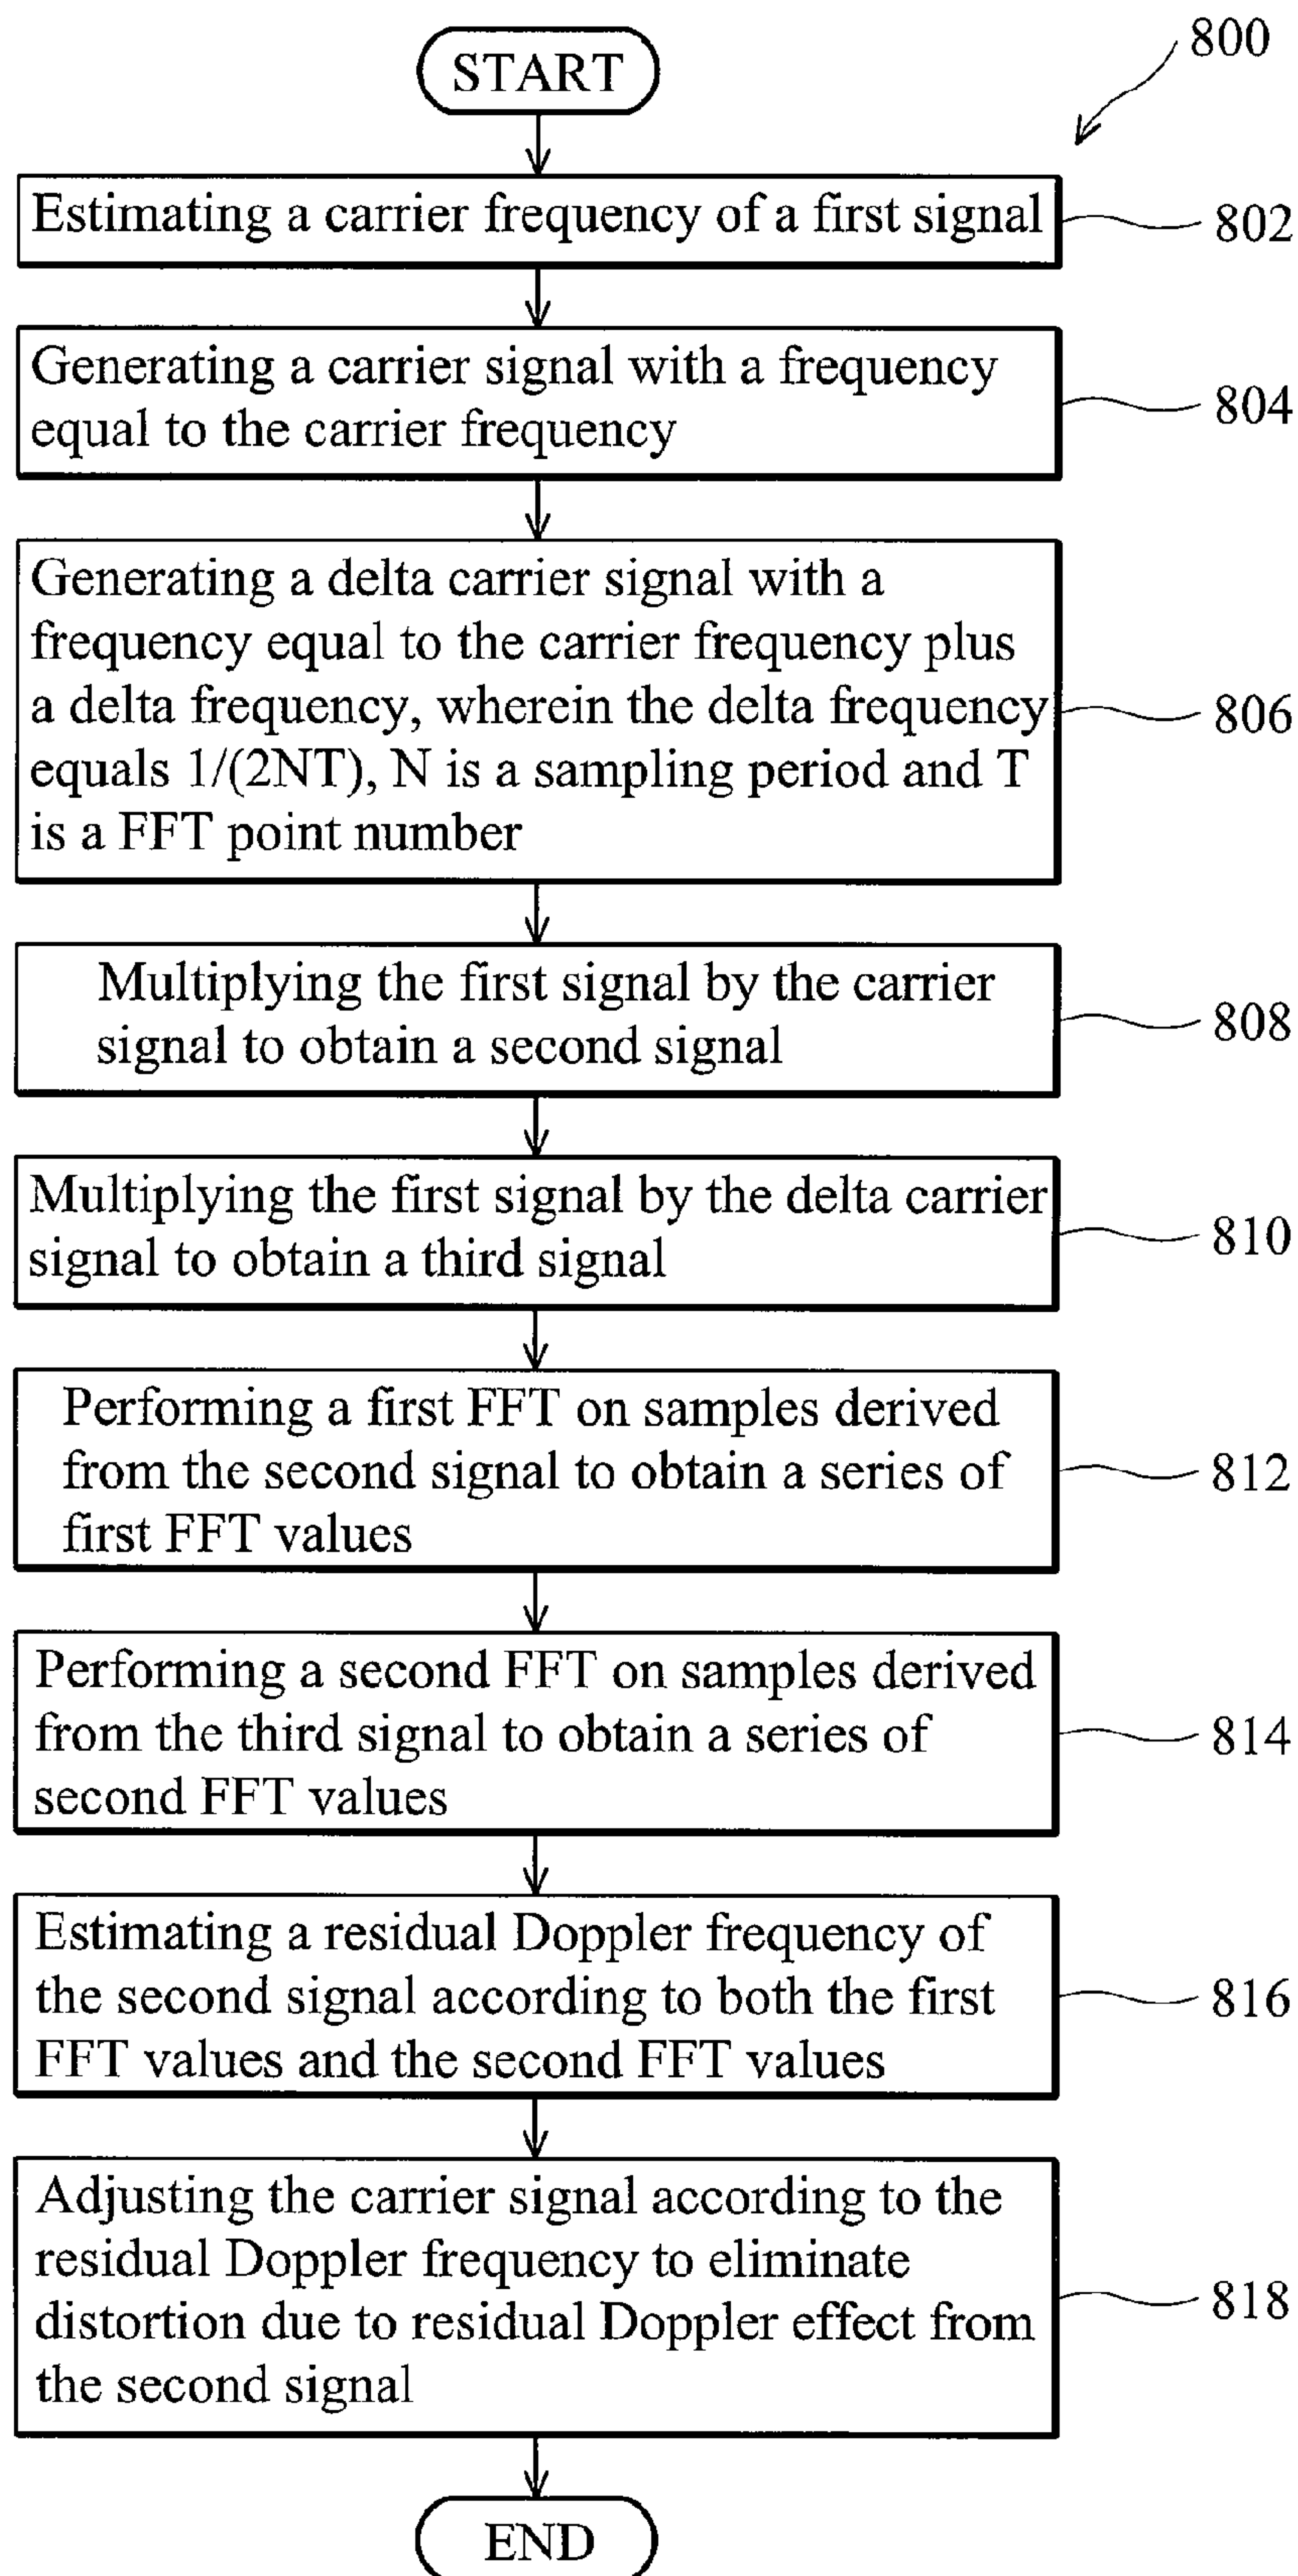 800
START
Estimating a carrier frequency of a first signal
802
Generating a carrier signal with a frequency
equal to the carrier frequency
804
Generating a delta carrier signal with a
frequency equal to the carrier frequency plus
a delta frequency, wherein the delta frequency
equals 1/(2NT), N is a sampling period and T
is a FFT point number
806
Multiplying the first signal by the carrier
signal to obtain a second signal
808
Multiplying the first signal by the delta carrier
signal to obtain a third signal
810
Performing a first FFT on samples derived
from the second signal to obtain a series of
first FFT values
812
Performing a second FFT on samples derived
from the third signal to obtain a series of
second FFT values
814
Estimating a residual Doppler frequency of
the second signal according to both the first
FFT values and the second FFT values
816
Adjusting the carrier signal according to the
residual Doppler frequency to eliminate
distortion due to residual Doppler effect from
the second signal
818
END